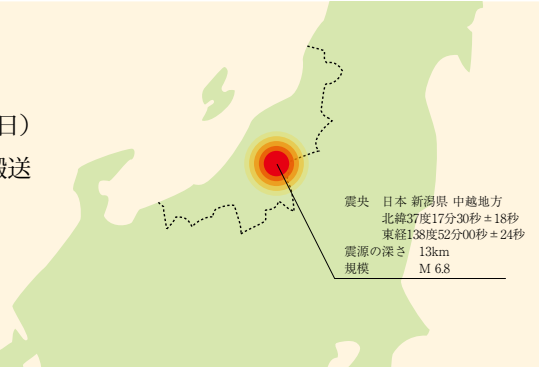 日）
搬送
震央　日本 新潟県 中越地方
北緯37度17分30秒±18秒
東経138度52分00秒±24秒
震源の深さ　13km
規模　M 6.8